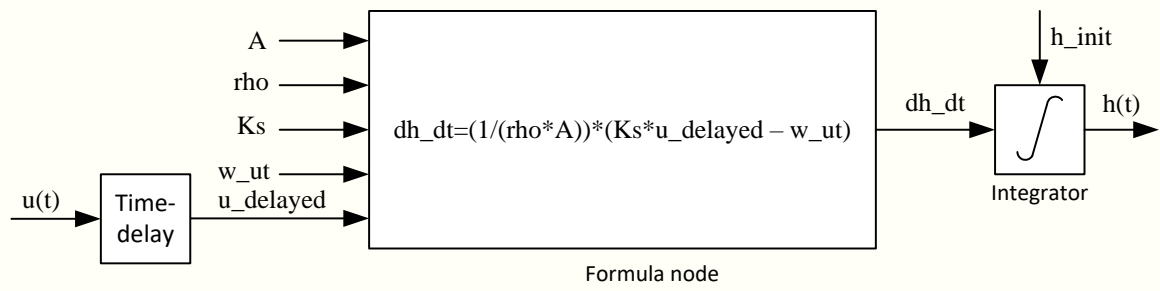 A
rho
Ks
w_ut
u_delayed
u(t)
Time-
delay
dh_dt=(1/(rho*A))*(Ks*u_delayed – w_ut)
Formula node
dh_dt
h_init
h(t)
Integrator